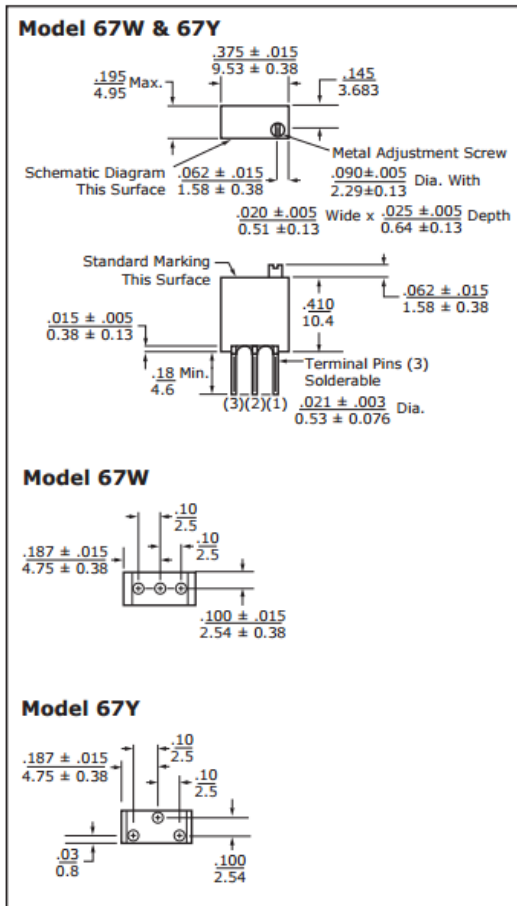 Model 67W & 67Y
.375 ± .015
9.53 ± 0.38
.195 Max.
4.95
.145
3.683
Metal Adjustment Screw
Schematic Diagram
This Surface
.062 ± .015
1.58 ± 0.38
.090±.005 Dia. With
2.29±0.13
.020 ±.005 Wide x .025 ±.005 Depth
0.51 ±0.13 0.64 ±0.13
Standard Marking
This Surface
.062 ± .015
1.58 ± 0.38
.410
10.4
.015 ± .005
0.38 ± 0.13
.18 Min.
4.6
Terminal Pins (3)
Solderable
(3)(2)(1)
.021 ± .003 Dia.
0.53 ± 0.076
Model 67W
.10
2.5
.10
2.5
.187 ± .015
4.75 ± 0.38
.100 ± .015
2.54 ± 0.38
Model 67Y
.10
2.5
.187 ± .015
4.75 ± 0.38
.10
2.5
.03
0.8
.100
2.54